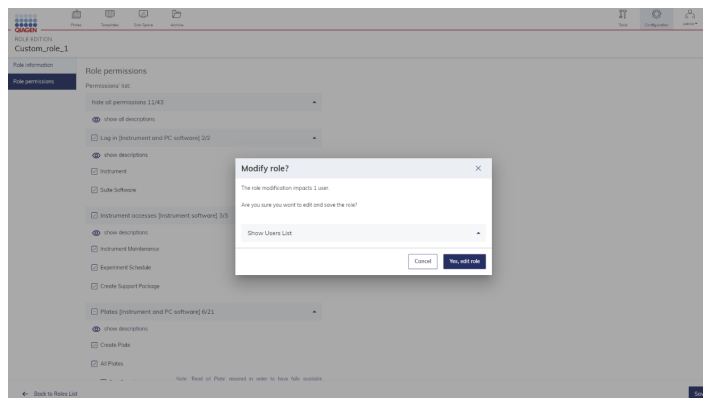 QIAGEN
Plates
Templates
Disk Space
Archive
Tools
Configuration
admin
ROLE EDITION
Custom_role_1
Role information
Role permissions
Role permissions
Permissions' list:
Hide all permissions 11/43
show all descriptions
Log in [Instrument and PC software] 2/2
show descriptions
Instrument
Suite Software
Instrument accesses [Instrument software] 3/3
show descriptions
Instrument Maintenance
Experiment Schedule
Create Support Package
Plates [Instrument and PC software] 6/21
show descriptions
Create Plate
All Plates
Modify role?
The role modification impacts 1 user.
Are you sure you want to edit and save the role?
Show Users List
Cancel
Yes, edit role
Back to Roles List